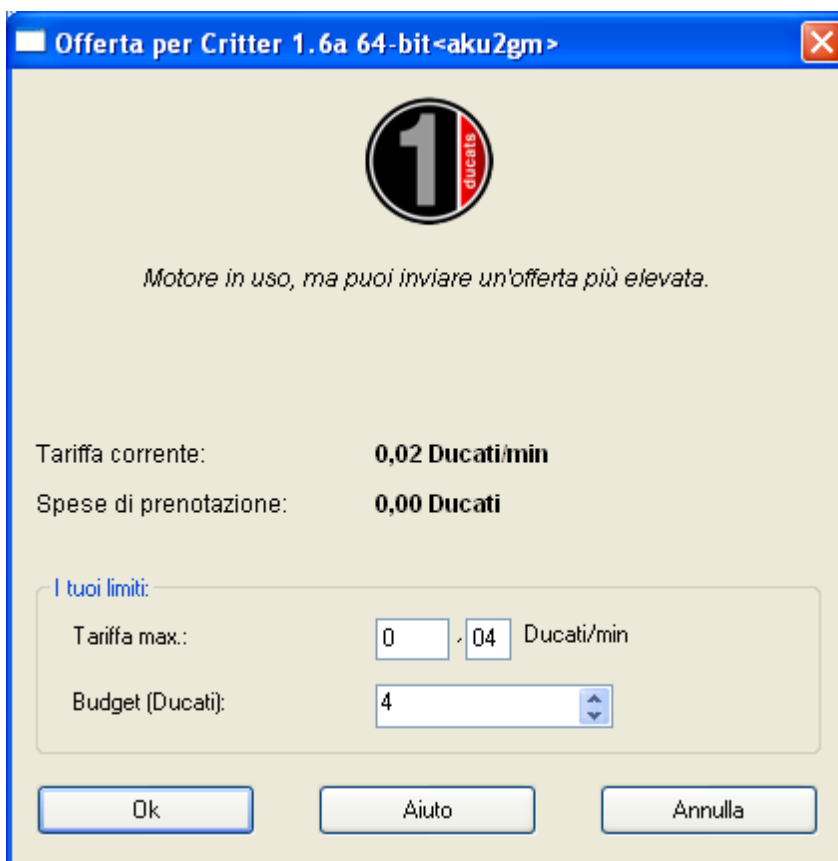 Offerta per Critter 1.6a 64-bit<aku2gm>
1 ducats
Motore in uso, ma puoi inviare un'offerta più elevata.
Tariffa corrente: 0,02 Ducati/min
Spese di prenotazione: 0,00 Ducati
I tuoi limiti:
Tariffa max.: 0 , 04 Ducati/min
Budget (Ducati): 4
Ok Aiuto Annulla